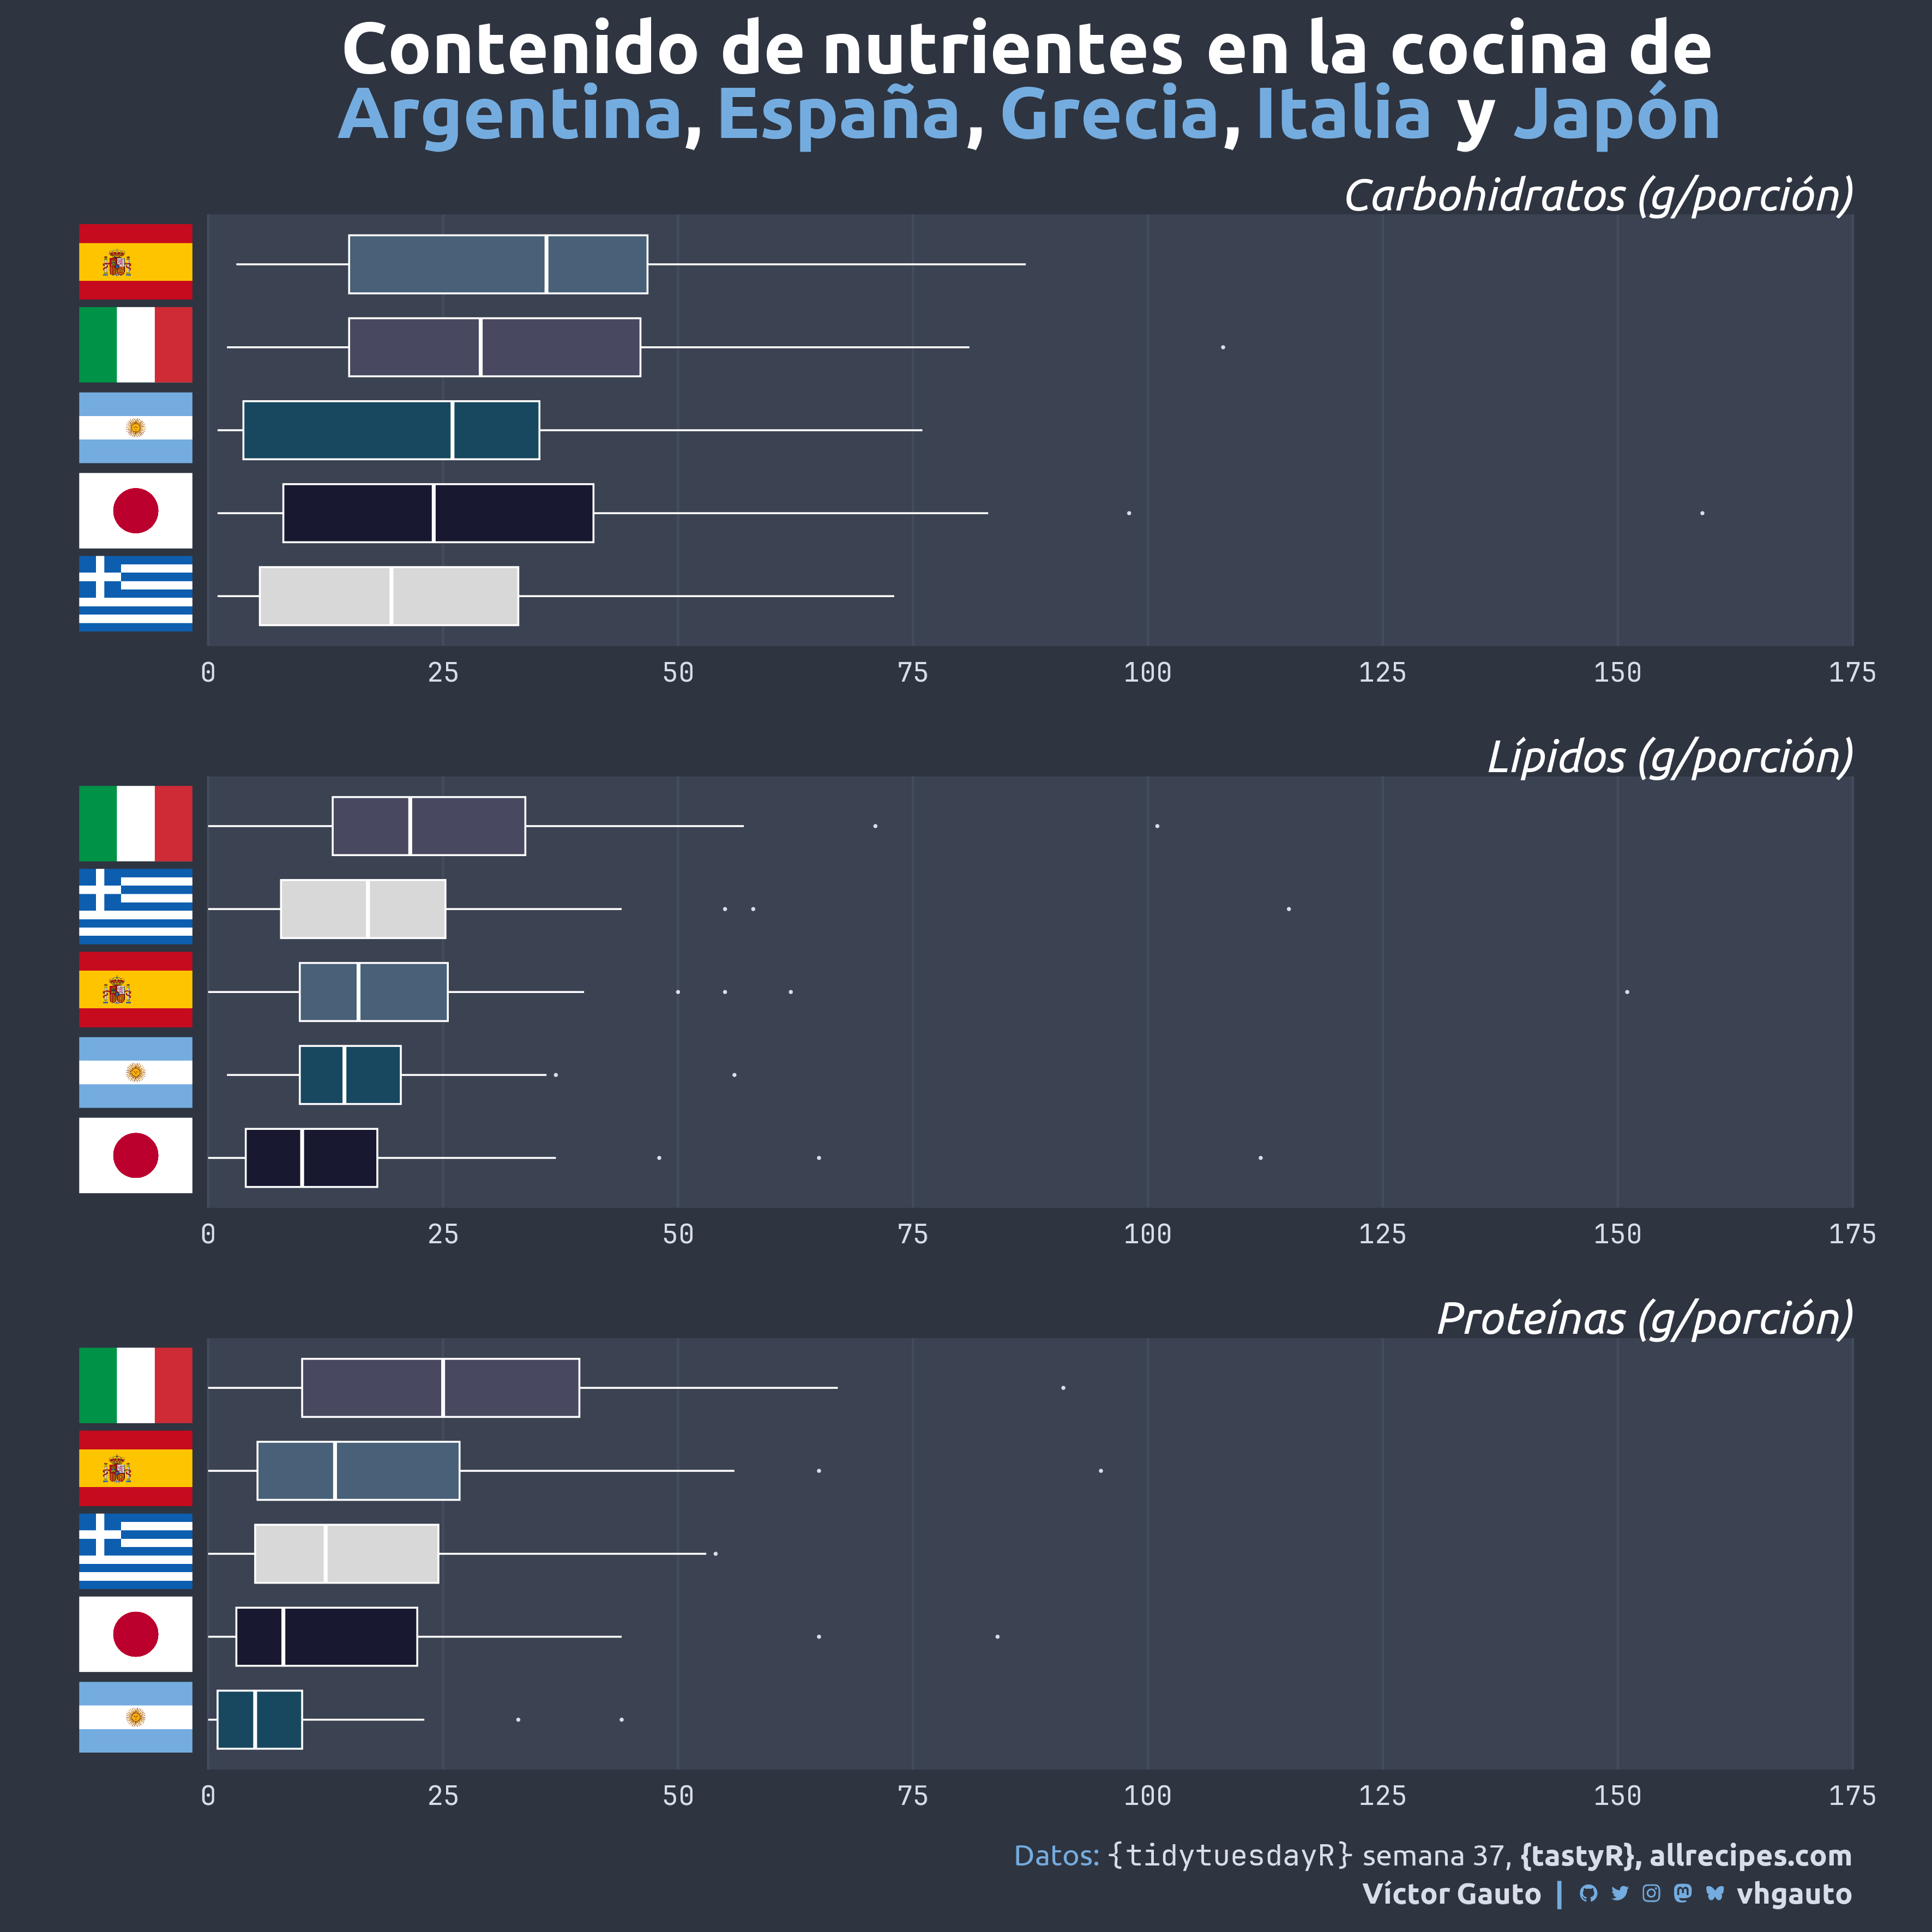 Contenido de nutrientes en la cocina de
Argentina, España, Grecia, Italia y Japón
Carbohidratos (g/porción)
0 25 50 75 100 125 150 175
Lípidos (g/porción)
0 25 50 75 100 125 150 175
Proteínas (g/porción)
0 25 50 75 100 125 150 175
Datos: {tidytuesdayR} semana 37, {tastyR}, allrecipes.com
Víctor Gauto | vhgauto